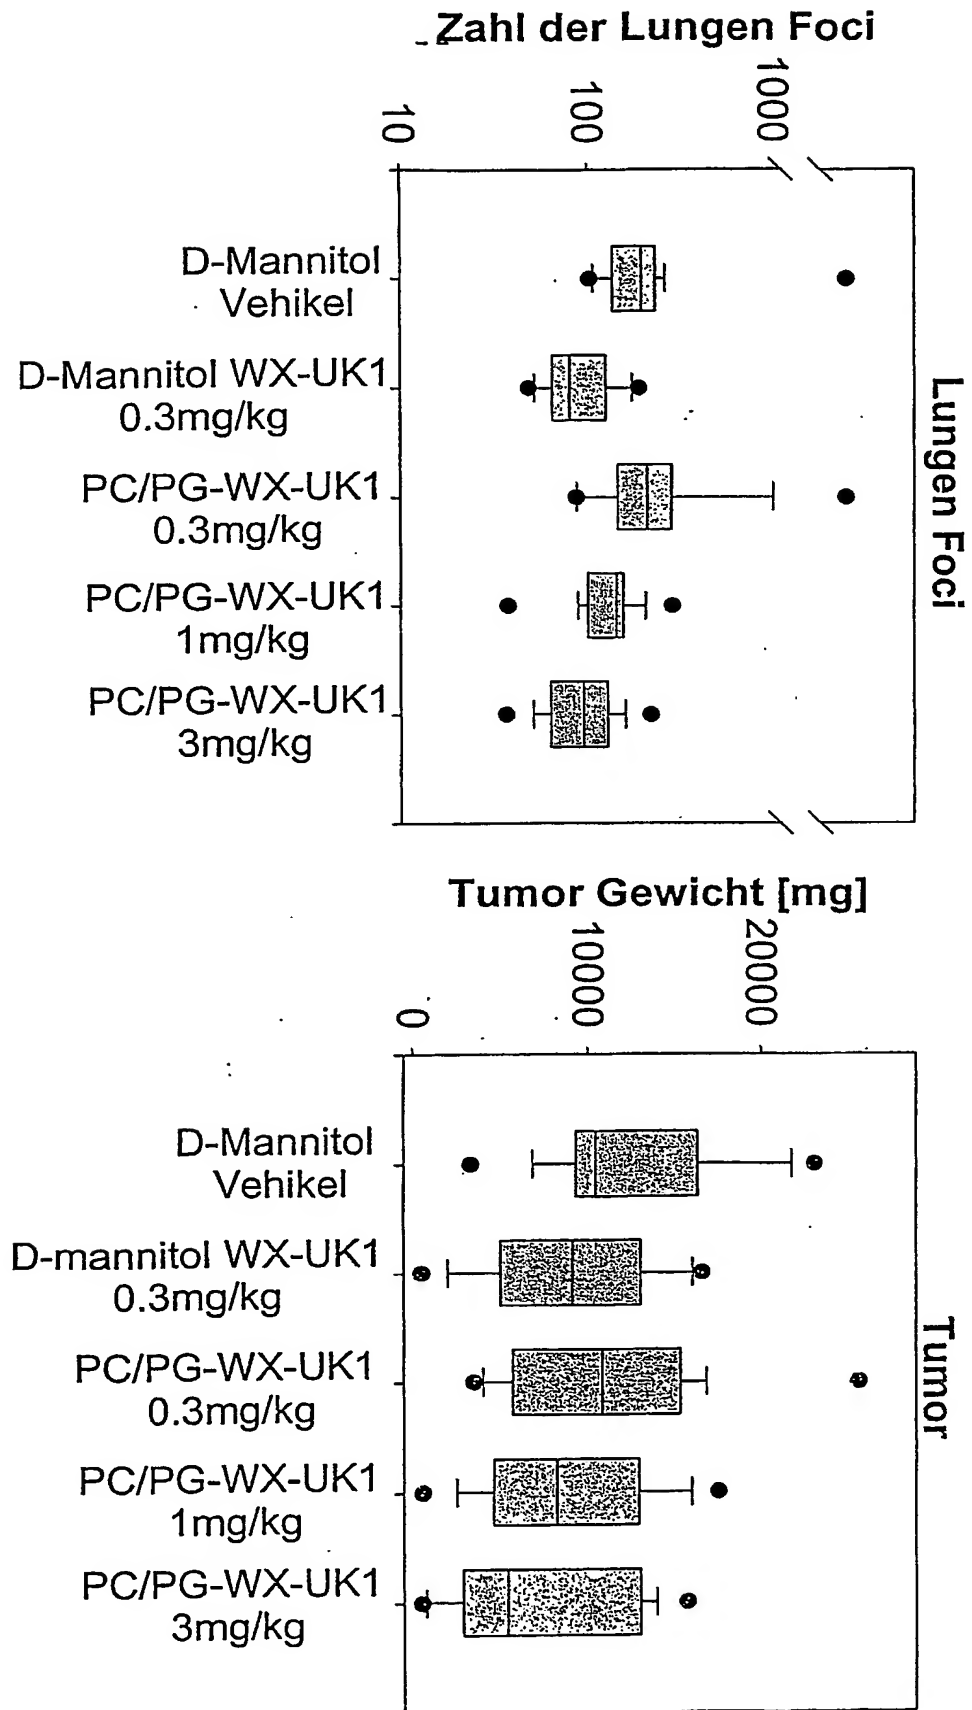 Lungen Foci
Zahl der Lungen Foci
1000
100
10
D-Mannitol
Vehikel
D-Mannitol WX-UK1
0.3mg/kg
PC/PG-WX-UK1
0.3mg/kg
PC/PG-WX-UK1
1mg/kg
PC/PG-WX-UK1
3mg/kg
Tumor
Tumor Gewicht [mg]
20000
10000
0
D-Mannitol
Vehikel
D-mannitol WX-UK1
0.3mg/kg
PC/PG-WX-UK1
0.3mg/kg
PC/PG-WX-UK1
1mg/kg
PC/PG-WX-UK1
3mg/kg